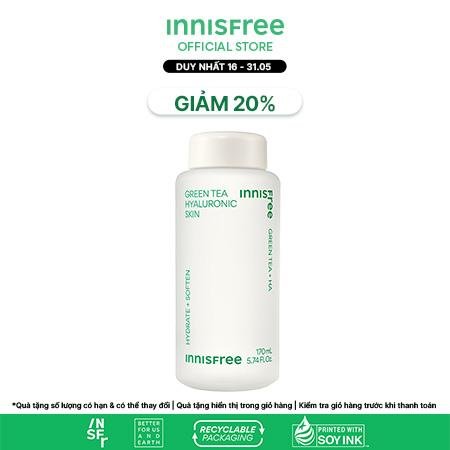 INNISFREE
OFFICIAL STORE
DUY NHẤT 16 - 31.05
GIẢM 20%
GREEN TEA
HYALURONIC
SKIN
INNISFree
GREEN TEA + HA
HYDRATE + SOFTEN
170 mL
5.74 Fl.Oz
INNISFREE
*Quà tặng số lượng có hạn & có thể thay đổi | Quà tặng hiển thị trong giỏ hàng | Kiểm tra giỏ hàng trước khi thanh toán
/N
SFT
BETTER
FOR US
AND
EARTH
RECYCLABLE
PACKAGING
PRINTED WITH
SOY INK